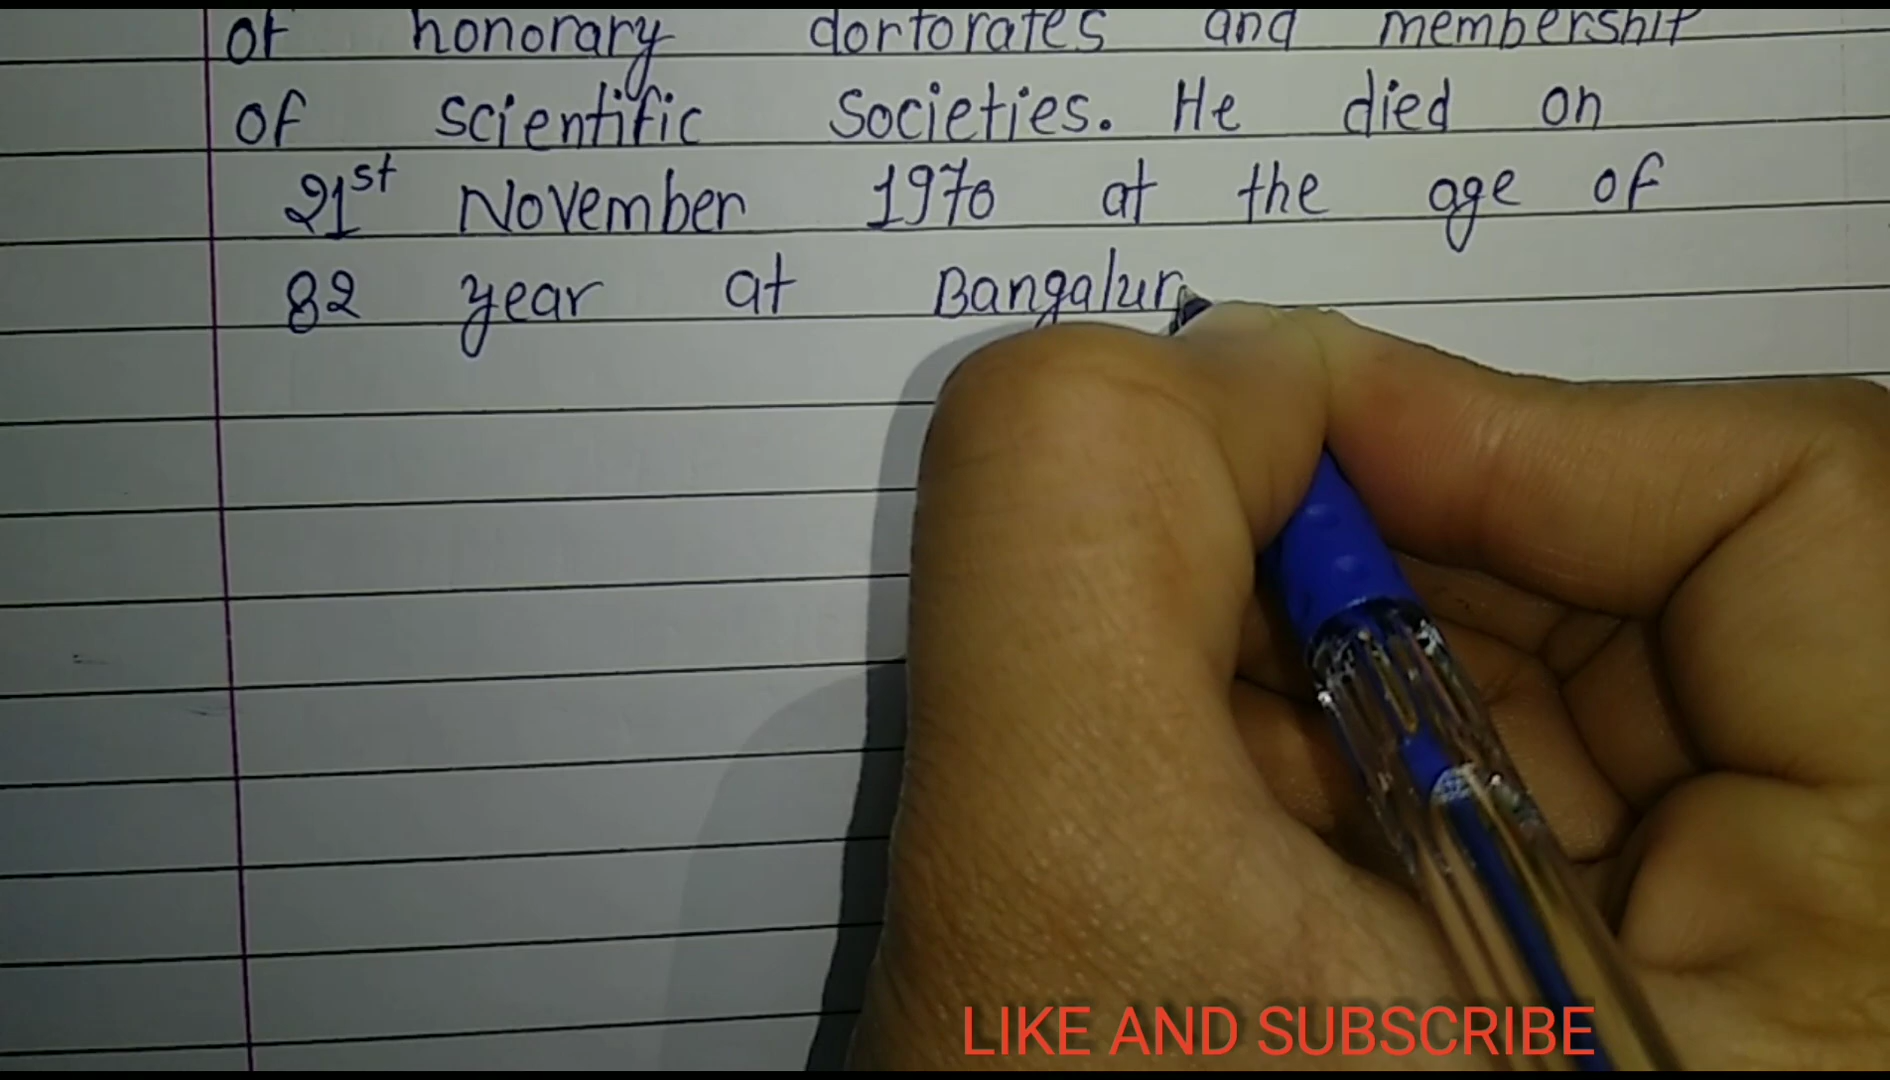 of honorary dortorates and membership
of scientific Societies. He died on
21st November 1970 at the age of
82 year at Bangalur
LIKE AND SUBSCRIBE